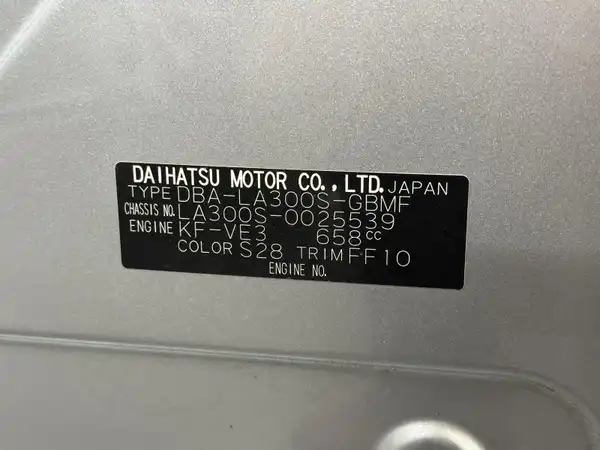 DAIHATSU MOTOR CO., LTD. JAPAN
TYPE DBA-LA300S-GBMF
CHASSIS NO. LA300S-0025539
ENGINE KF-VE3 658cc
COLOR S28 TRIM FF10
ENGINE NO.